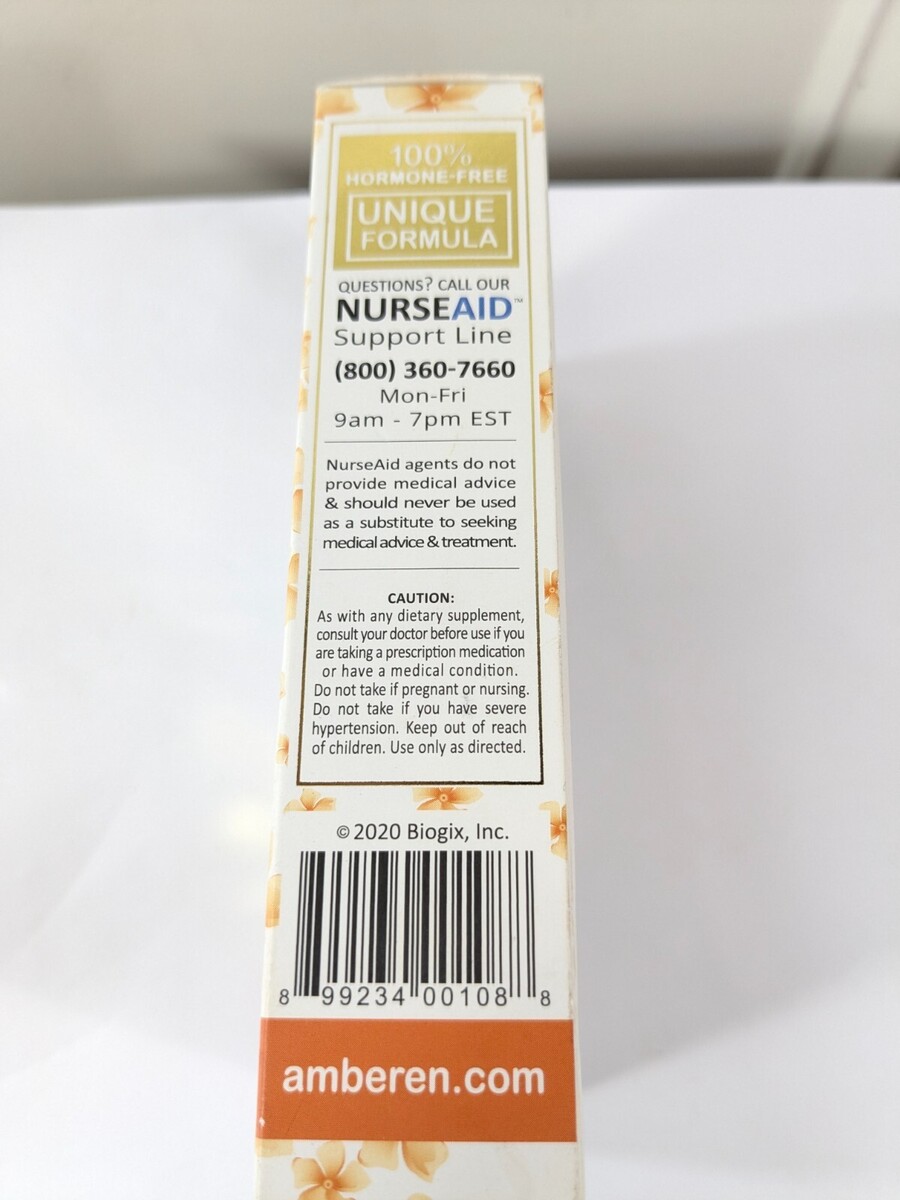 100%
HORMONE-FREE
UNIQUE
FORMULA
QUESTIONS? CALL OUR
NURSEAID™
Support Line
(800) 360-7660
Mon-Fri
9am - 7pm EST
NurseAid agents do not
provide medical advice
& should never be used
as a substitute to seeking
medical advice & treatment.
CAUTION:
As with any dietary supplement,
consult your doctor before use if you
are taking a prescription medication
or have a medical condition.
Do not take if pregnant or nursing.
Do not take if you have severe
hypertension. Keep out of reach
of children. Use only as directed.
© 2020 Biogix, Inc.
8 99234 00108 8
amberen.com